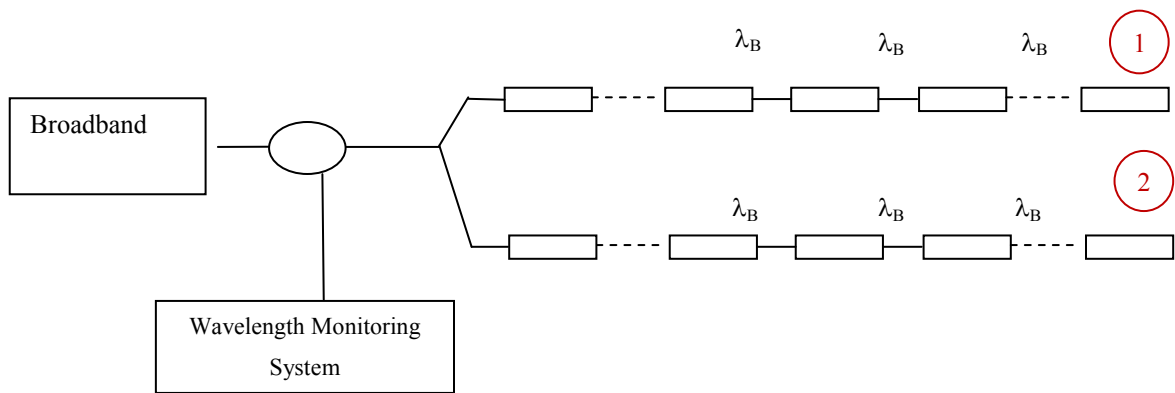 λB λB λB 1
Broadband
2
λB λB λB
Wavelength Monitoring
System